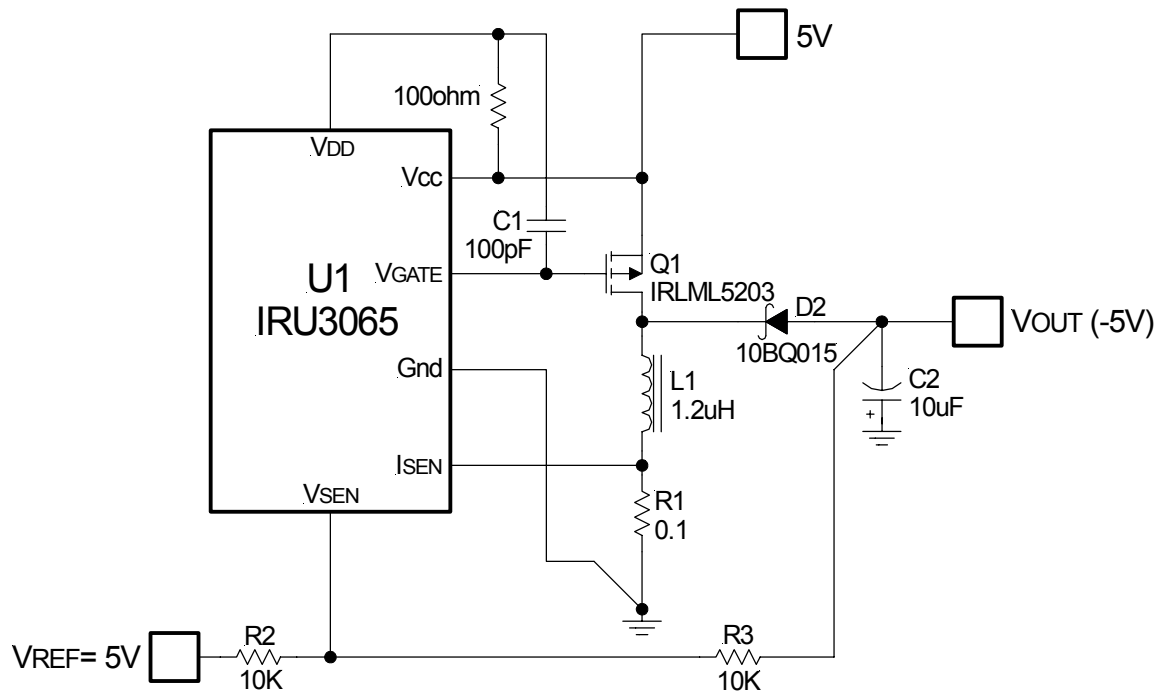 5V
100ohm
VDD
Vcc
C1
100pF
VGATE
Q1
IRLML5203
U1
IRU3065
D2
10BQ015
VOUT (-5V)
Gnd
L1
1.2uH
C2
10uF
+
ISEN
VSEN
R1
0.1
VREF= 5V
R2
10K
R3
10K